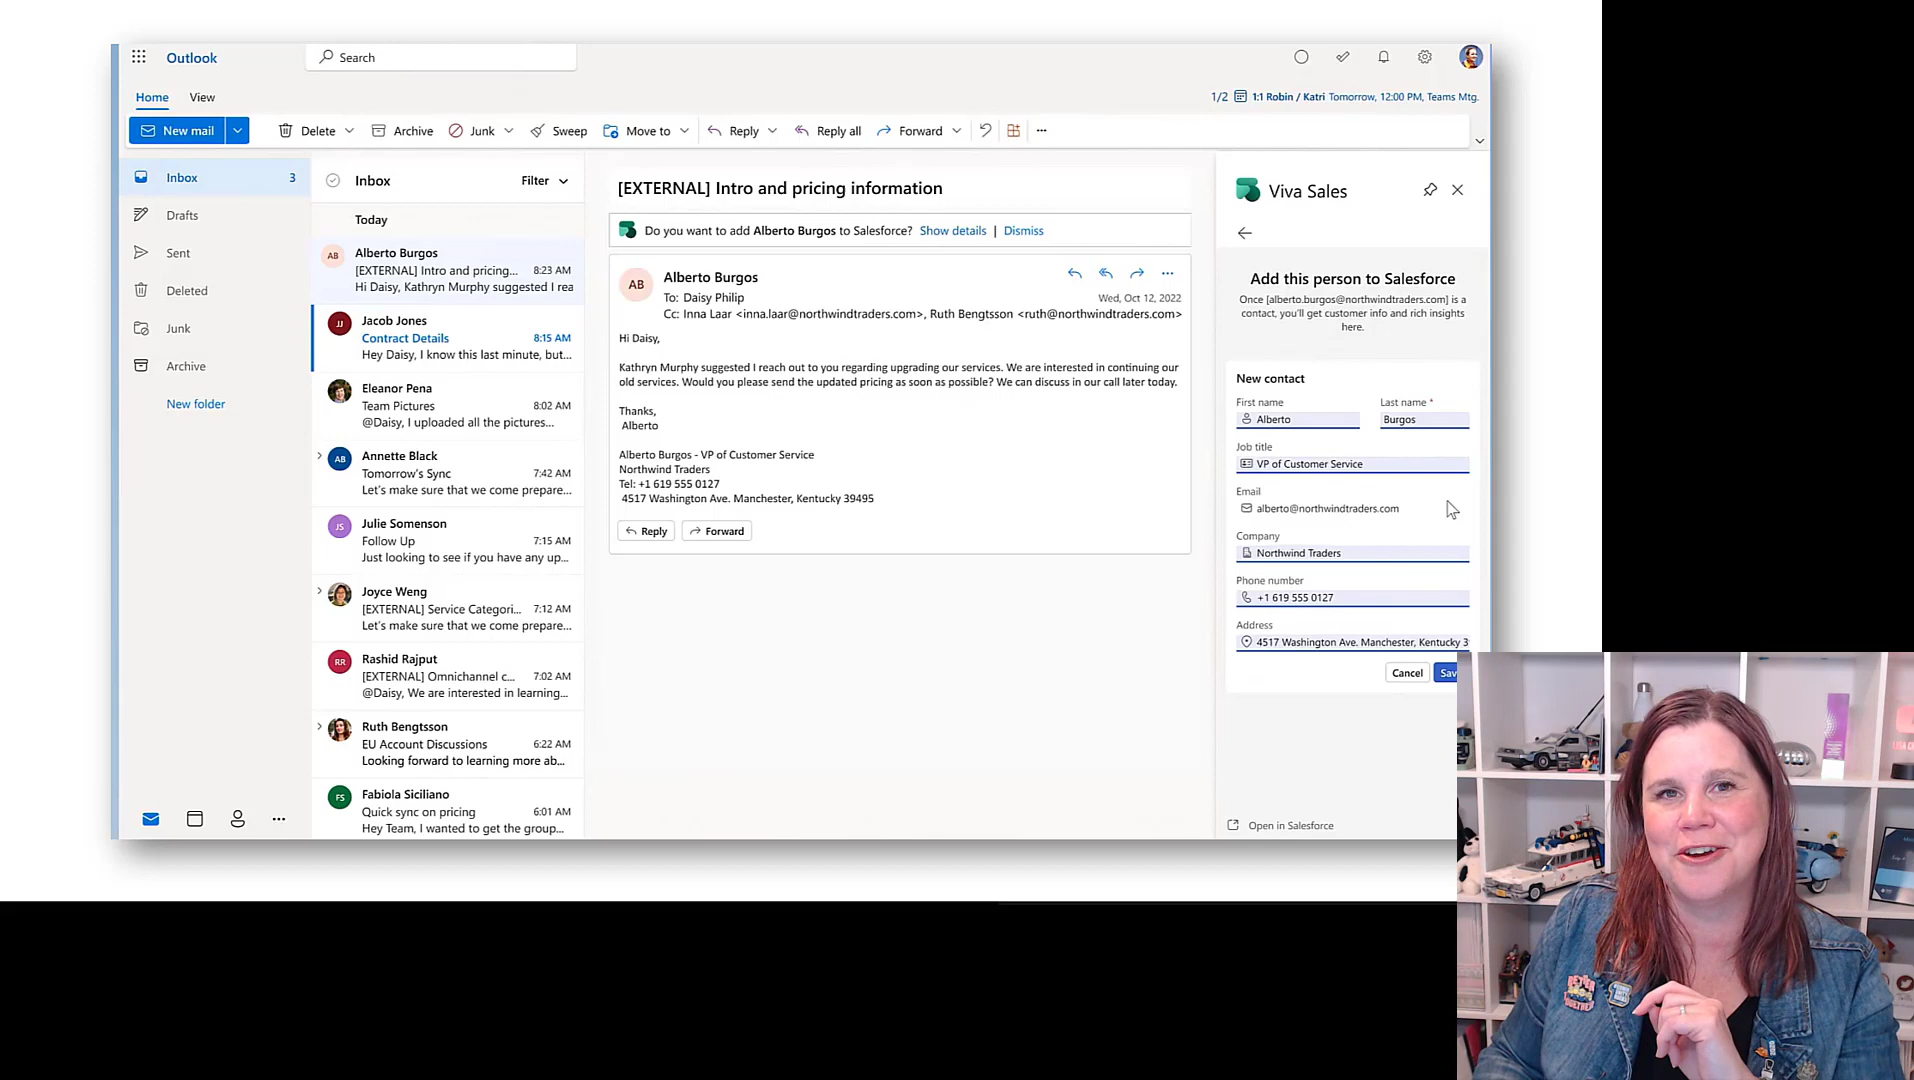 Outlook
Search
Home
View
1/2 1:1 Robin / Katri Tomorrow, 12:00 PM, Teams Mtg.
New mail
Delete
Archive
Junk
Sweep
Move to
Reply
Reply all
Forward
Inbox 3
Drafts
Sent
Deleted
Junk
Archive
New folder
Inbox
Filter
Today
AB
Alberto Burgos
[EXTERNAL] Intro and pricing... 8:23 AM
Hi Daisy, Kathryn Murphy suggested I rea
JJ
Jacob Jones
Contract Details 8:15 AM
Hey Daisy, I know this last minute, but...
Eleanor Pena
Team Pictures 8:02 AM
@Daisy, I uploaded all the pictures...
AB
Annette Black
Tomorrow's Sync 7:42 AM
Let's make sure that we come prepare...
JS
Julie Somenson
Follow Up 7:15 AM
Just looking to see if you have any up...
Joyce Weng
[EXTERNAL] Service Categori... 7:12 AM
Let's make sure that we come prepare...
RR
Rashid Rajput
[EXTERNAL] Omnichannel c... 7:02 AM
@Daisy, We are interested in learning...
Ruth Bengtsson
EU Account Discussions 6:22 AM
Looking forward to learning more ab...
FS
Fabiola Siciliano
Quick sync on pricing 6:01 AM
Hey Team, I wanted to get the group...
[EXTERNAL] Intro and pricing information
Do you want to add Alberto Burgos to Salesforce? Show details | Dismiss
AB
Alberto Burgos
To: Daisy Philip
Wed, Oct 12, 2022
Cc: Inna Laar <inna.laar@northwindtraders.com>, Ruth Bengtsson <ruth@northwindtraders.com>
Hi Daisy,
Kathryn Murphy suggested I reach out to you regarding upgrading our services. We are interested in continuing our
old services. Would you please send the updated pricing as soon as possible? We can discuss in our call later today.
Thanks,
Alberto
Alberto Burgos - VP of Customer Service
Northwind Traders
Tel: +1 619 555 0127
4517 Washington Ave. Manchester, Kentucky 39495
Reply
Forward
Viva Sales
Add this person to Salesforce
Once [alberto.burgos@northwindtraders.com] is a
contact, you'll get customer info and rich insights
here.
New contact
First name
Last name *
Alberto
Burgos
Job title
VP of Customer Service
Email
alberto@northwindtraders.com
Company
Northwind Traders
Phone number
+1 619 555 0127
Address
4517 Washington Ave. Manchester, Kentucky 3
Cancel
Sav
Open in Salesforce